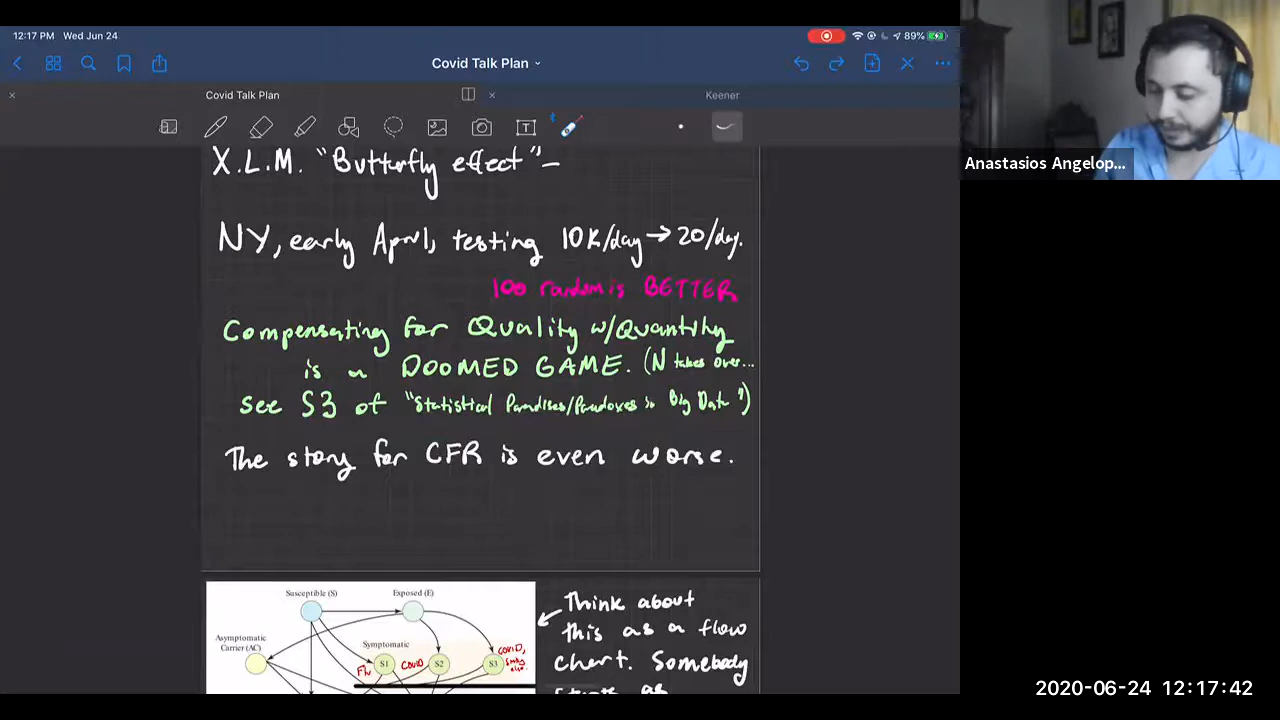 12:17 PM Wed Jun 24
89%
Covid Talk Plan
Covid Talk Plan
Keener
T
Anastasios Angelop...
X.L.M. "Butterfly effect" –
NY, early April, testing 10K/day → 20/day.
100 random is BETTER
Compensating for Quality w/Quantity
is a DOOMED GAME. (N takes over...
see S3 of "Statistical Paradises/Paradoxes in Big Data")
The story for CFR is even worse.
Susceptible (S)
Exposed (E)
Asymptomatic
Carrier (AC)
Symptomatic
Flu
S1
COVID
S2
S3
COVID,
← Think about
this as a flow
chart. Somebody
starts as
2020-06-24 12:17:42